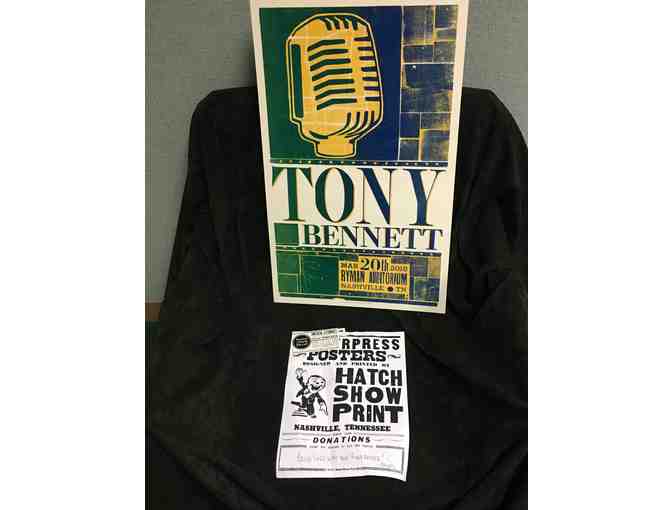 TONY
BENNETT
MAR 20th 2018
RYMAN AUDITORIUM
NASHVILLE TN
RPRESS
POSTERS
DESIGNED AND PRINTED BY
HATCH
SHOW
PRINT
NASHVILLE, TENNESSEE
DONATIONS